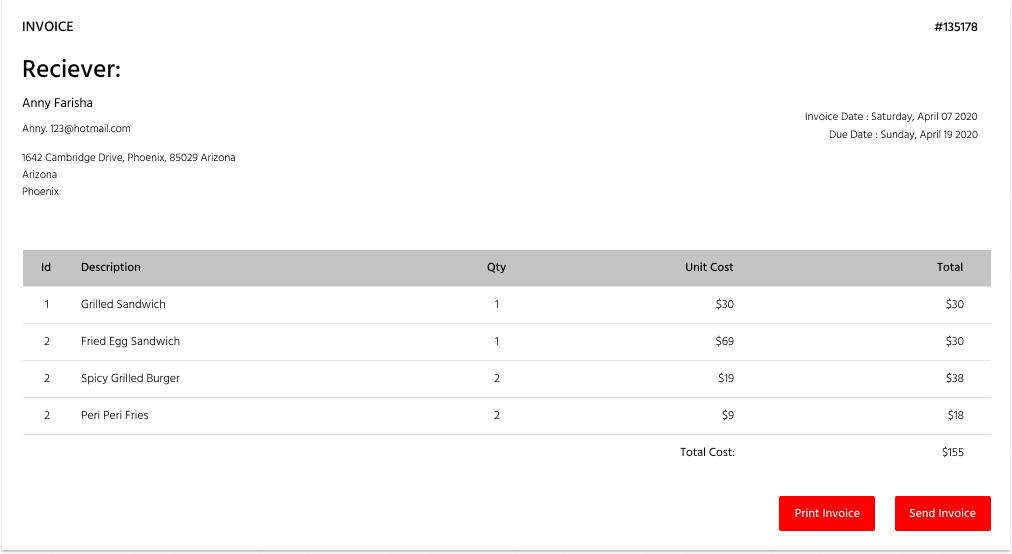 INVOICE #135178
Reciever:
Anny Farisha
Anny. 123@hotmail.com
Invoice Date : Saturday, April 07 2020
Due Date : Sunday, April 19 2020
1642 Cambridge Drive, Phoenix, 85029 Arizona
Arizona
Phoenix
Id Description Qty Unit Cost Total
1 Grilled Sandwich 1 $30 $30
2 Fried Egg Sandwich 1 $69 $30
2 Spicy Grilled Burger 2 $19 $38
2 Peri Peri Fries 2 $9 $18
Total Cost: $155
Print Invoice Send Invoice